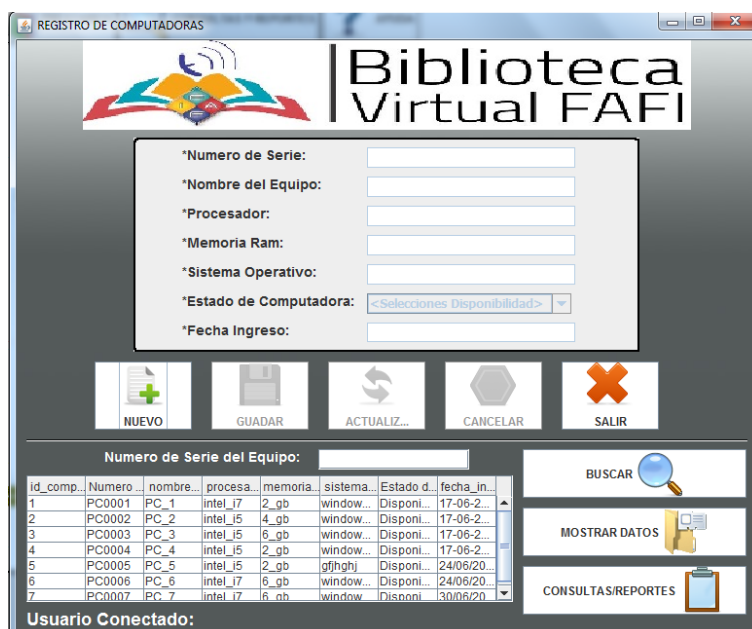 REGISTRO DE COMPUTADORAS
Biblioteca
Virtual FAFI
*Numero de Serie:
*Nombre del Equipo:
*Procesador:
*Memoria Ram:
*Sistema Operativo:
*Estado de Computadora: <Selecciones Disponibilidad>
*Fecha Ingreso:
NUEVO GUADAR ACTUALIZ... CANCELAR SALIR
Numero de Serie del Equipo:
BUSCAR
MOSTRAR DATOS
CONSULTAS/REPORTES
id_comp... Numero ... nombre... procesa... memoria... sistema... Estado d... fecha_in...
1 PC0001 PC_1 intel_i7 2_gb window... Disponi... 17-06-2...
2 PC0002 PC_2 intel_i5 4_gb window... Disponi... 17-06-2...
3 PC0003 PC_3 intel_i5 6_gb window... Disponi... 17-06-2...
4 PC0004 PC_4 intel_i5 2_gb window... Disponi... 17-06-2...
5 PC0005 PC_5 intel_i5 2_gb gfjhghj Disponi... 24/06/20...
6 PC0006 PC_6 intel_i7 6_gb window... Disponi... 24/06/20...
7 PC0007 PC_7 intel_i7 6_gb window... Disponi... 30/06/20...
Usuario Conectado: